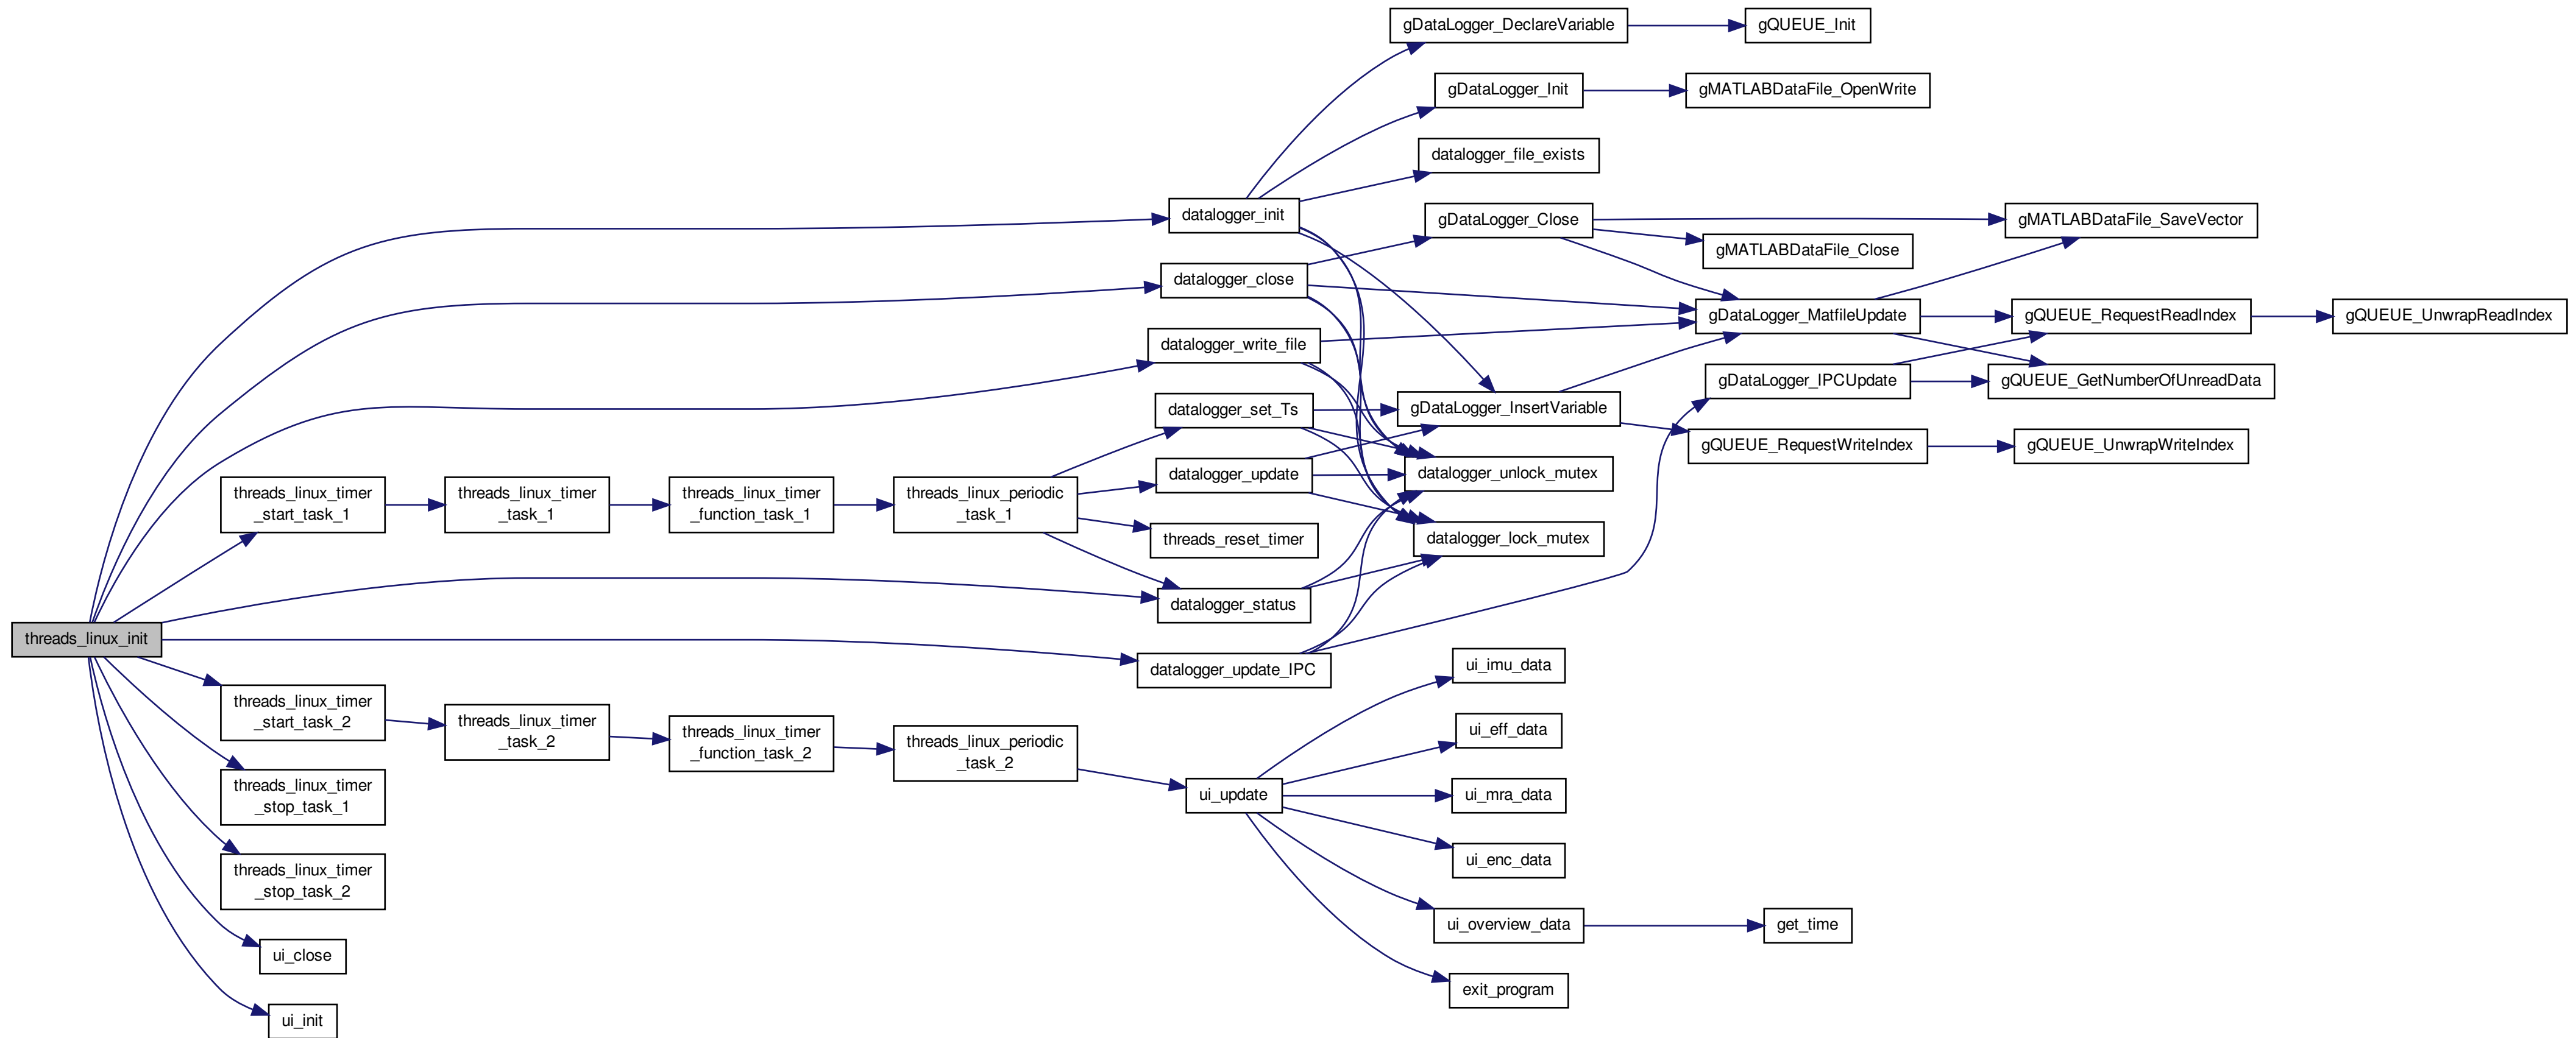 gDataLogger_DeclareVariable
gQUEUE_Init
gDataLogger_Init
gMATLABDataFile_OpenWrite
datalogger_file_exists
datalogger_init
gDataLogger_Close
gMATLABDataFile_SaveVector
gMATLABDataFile_Close
datalogger_close
gDataLogger_MatfileUpdate
gQUEUE_RequestReadIndex
gQUEUE_UnwrapReadIndex
datalogger_write_file
gDataLogger_IPCUpdate
gQUEUE_GetNumberOfUnreadData
datalogger_set_Ts
gDataLogger_InsertVariable
gQUEUE_RequestWriteIndex
gQUEUE_UnwrapWriteIndex
datalogger_update
datalogger_unlock_mutex
threads_linux_timer
_start_task_1
threads_linux_timer
_task_1
threads_linux_timer
_function_task_1
threads_linux_periodic
_task_1
threads_reset_timer
datalogger_lock_mutex
datalogger_status
threads_linux_init
datalogger_update_IPC
ui_imu_data
threads_linux_timer
_start_task_2
threads_linux_timer
_task_2
threads_linux_timer
_function_task_2
threads_linux_periodic
_task_2
ui_eff_data
threads_linux_timer
_stop_task_1
ui_update
ui_mra_data
ui_enc_data
threads_linux_timer
_stop_task_2
ui_overview_data
get_time
ui_close
exit_program
ui_init